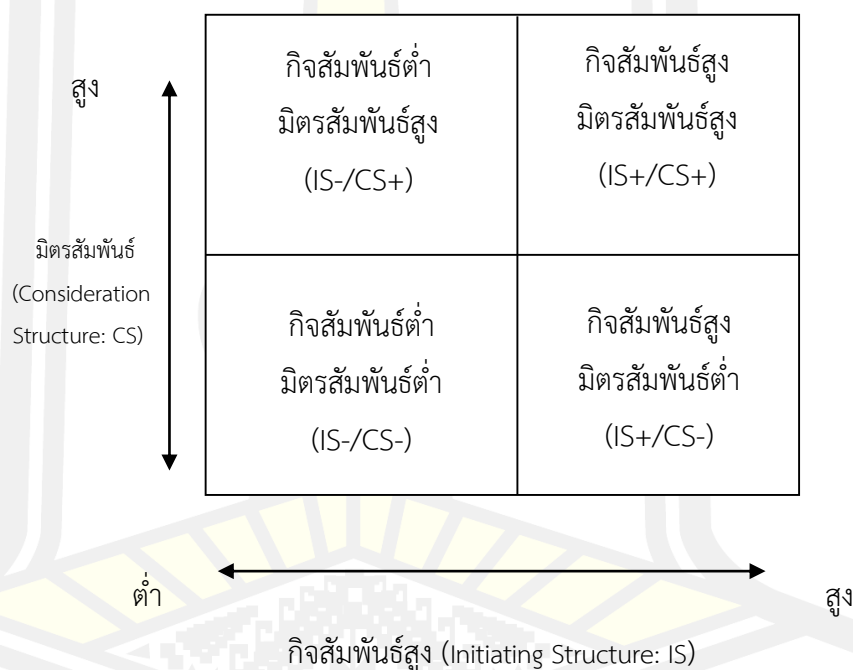 สูง
กิจสัมพันธ์ต่ำ
มิตรสัมพันธ์สูง
(IS-/CS+)
กิจสัมพันธ์สูง
มิตรสัมพันธ์สูง
(IS+/CS+)
มิตรสัมพันธ์
(Consideration
Structure: CS)
กิจสัมพันธ์ต่ำ
มิตรสัมพันธ์ต่ำ
(IS-/CS-)
กิจสัมพันธ์สูง
มิตรสัมพันธ์ต่ำ
(IS+/CS-)
ต่ำ
สูง
กิจสัมพันธ์สูง (Initiating Structure: IS)